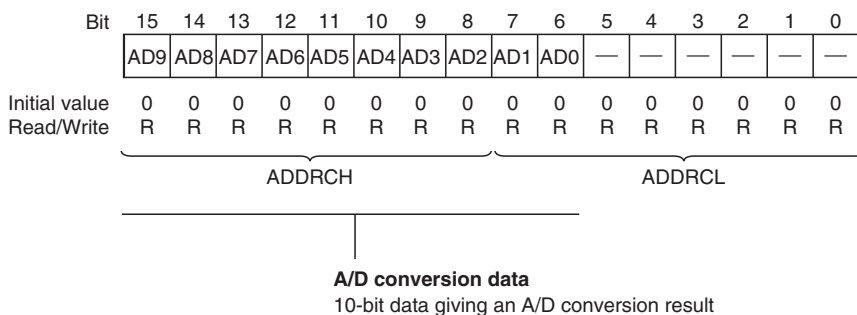 Bit 15 14 13 12 11 10 9 8 7 6 5 4 3 2 1 0
AD9 AD8 AD7 AD6 AD5 AD4 AD3 AD2 AD1 AD0 — — — — — —
Initial value 0 0 0 0 0 0 0 0 0 0 0 0 0 0 0 0
Read/Write R R R R R R R R R R R R R R R R
ADDRCH ADDRCL
A/D conversion data
10-bit data giving an A/D conversion result